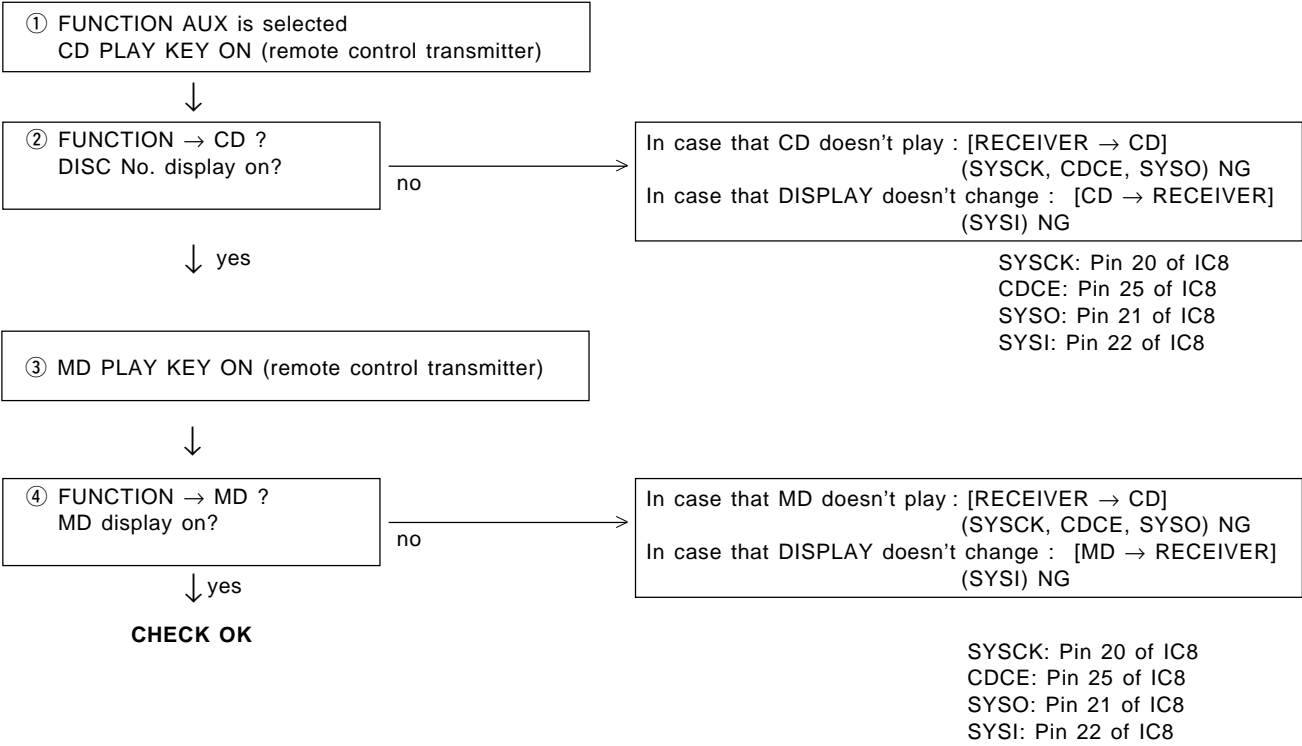 ① FUNCTION AUX is selected
CD PLAY KEY ON (remote control transmitter)
② FUNCTION → CD ?
DISC No. display on?
no
In case that CD doesn't play : [RECEIVER → CD]
(SYSCK, CDCE, SYSO) NG
In case that DISPLAY doesn't change : [CD → RECEIVER]
(SYSI) NG
SYSCK: Pin 20 of IC8
CDCE: Pin 25 of IC8
SYSO: Pin 21 of IC8
SYSI: Pin 22 of IC8
yes
③ MD PLAY KEY ON (remote control transmitter)
④ FUNCTION → MD ?
MD display on?
no
In case that MD doesn't play : [RECEIVER → CD]
(SYSCK, CDCE, SYSO) NG
In case that DISPLAY doesn't change : [MD → RECEIVER]
(SYSI) NG
yes
CHECK OK
SYSCK: Pin 20 of IC8
CDCE: Pin 25 of IC8
SYSO: Pin 21 of IC8
SYSI: Pin 22 of IC8